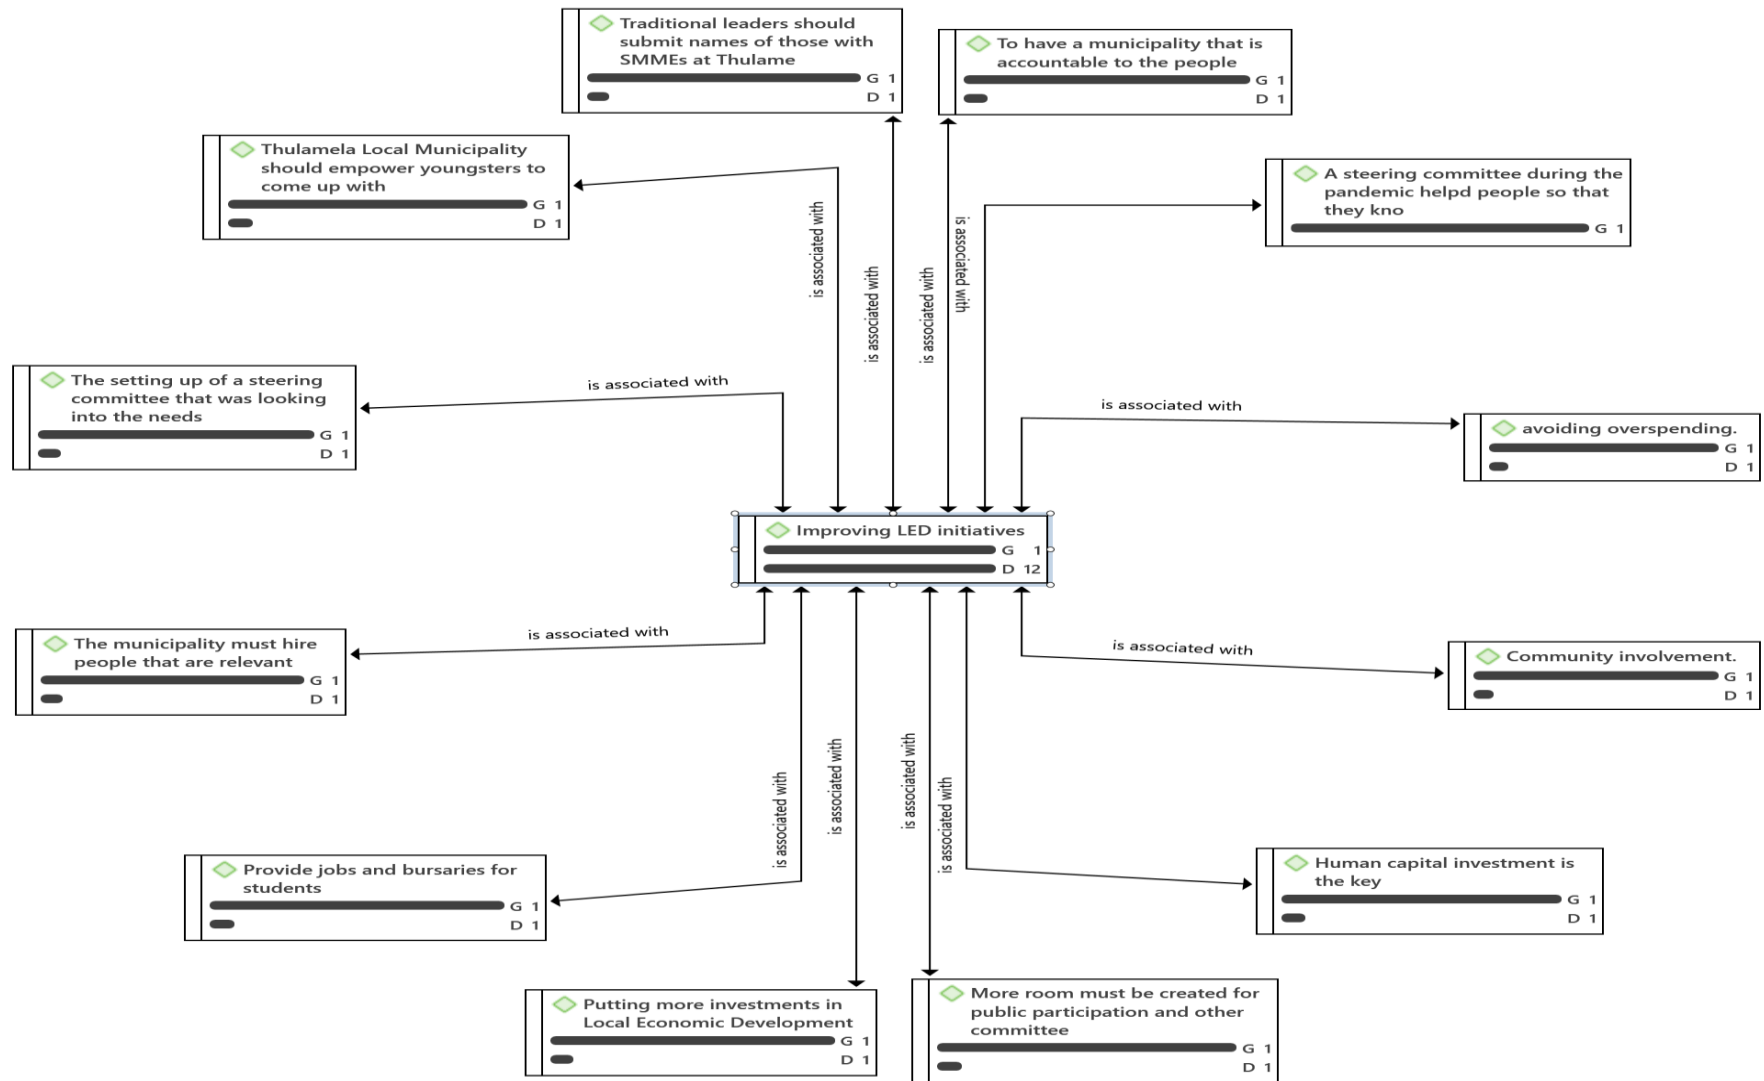 Traditional leaders should
submit names of those with
SMMEs at Thulame
G 1
D 1
To have a municipality that is
accountable to the people
G 1
D 1
Thulamela Local Municipality
should empower youngsters to
come up with
G 1
D 1
A steering committee during the
pandemic helpd people so that
they kno
G 1
is associated with
is associated with
is associated with
is associated with
The setting up of a steering
committee that was looking
into the needs
G 1
D 1
is associated with
is associated with
avoiding overspending.
G 1
D 1
Improving LED initiatives
G 1
D 12
The municipality must hire
people that are relevant
G 1
D 1
is associated with
is associated with
Community involvement.
G 1
D 1
is associated with
is associated with
is associated with
is associated with
Provide jobs and bursaries for
students
G 1
D 1
Human capital investment is
the key
G 1
D 1
Putting more investments in
Local Economic Development
G 1
D 1
More room must be created for
public participation and other
committee
G 1
D 1